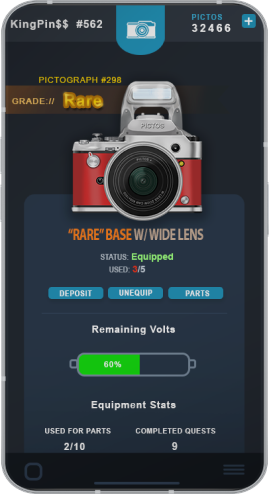 KingPin$$ #562
PICTOS
32466
PICTOGRAPH #298
GRADE:// Rare
PICTOS
"RARE" BASE W/ WIDE LENS
STATUS: Equipped
USED: 3/5
DEPOSIT UNEQUIP PARTS
Remaining Volts
60%
Equipment Stats
USED FOR PARTS COMPLETED QUESTS
2/10 9